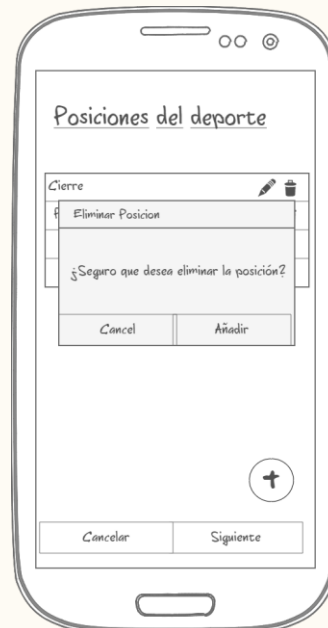 Posiciones del deporte
Cierre
Eliminar Posicion
¿Seguro que desea eliminar la posición?
Cancel Añadir
Cancelar Siguiente